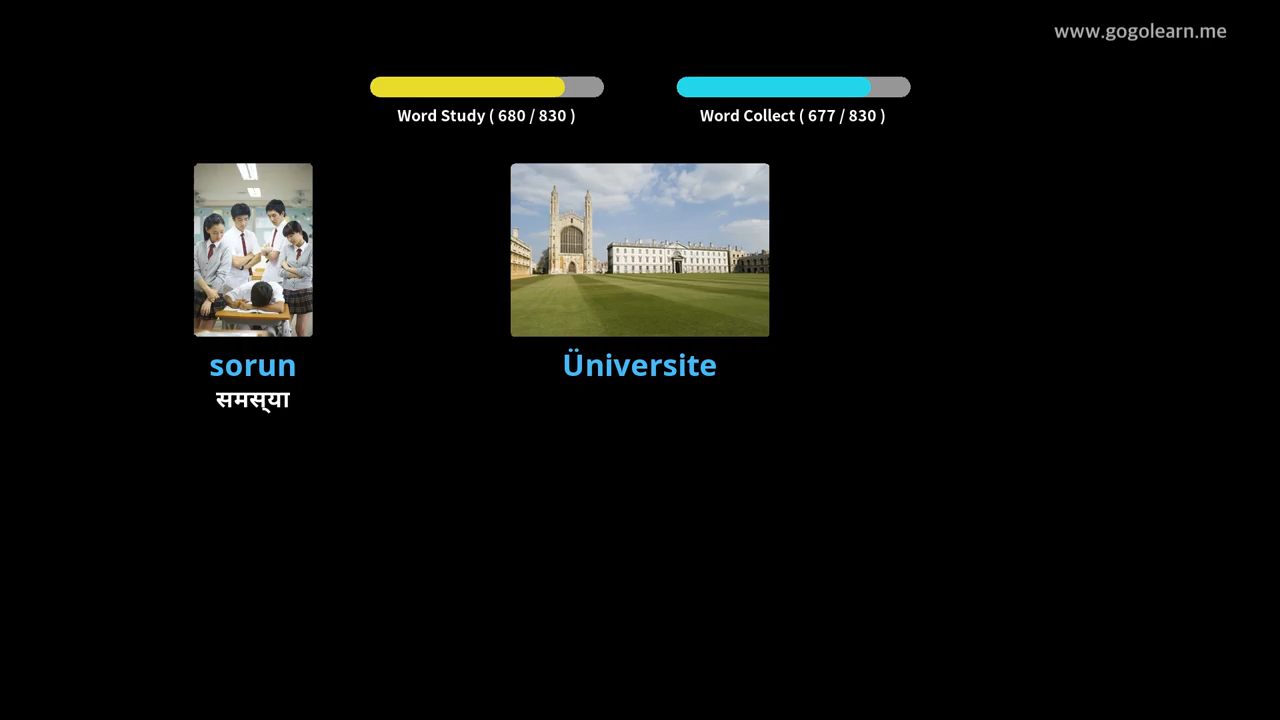 www.gogolearn.me
Word Study ( 680 / 830 )
Word Collect ( 677 / 830 )
sorun
समस्या
Üniversite